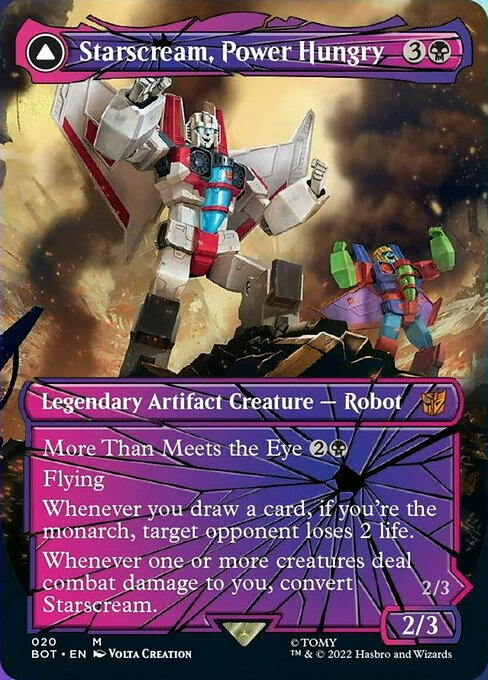 Starscream, Power Hungry 3
Legendary Artifact Creature — Robot
More Than Meets the Eye 2
Flying
Whenever you draw a card, if you're the
monarch, target opponent loses 2 life.
Whenever one or more creatures deal
combat damage to you, convert
Starscream.
2/3
2/3
020 M
BOT • EN VOLTA CREATION
© TOMY
™ & © 2022 Hasbro and Wizards